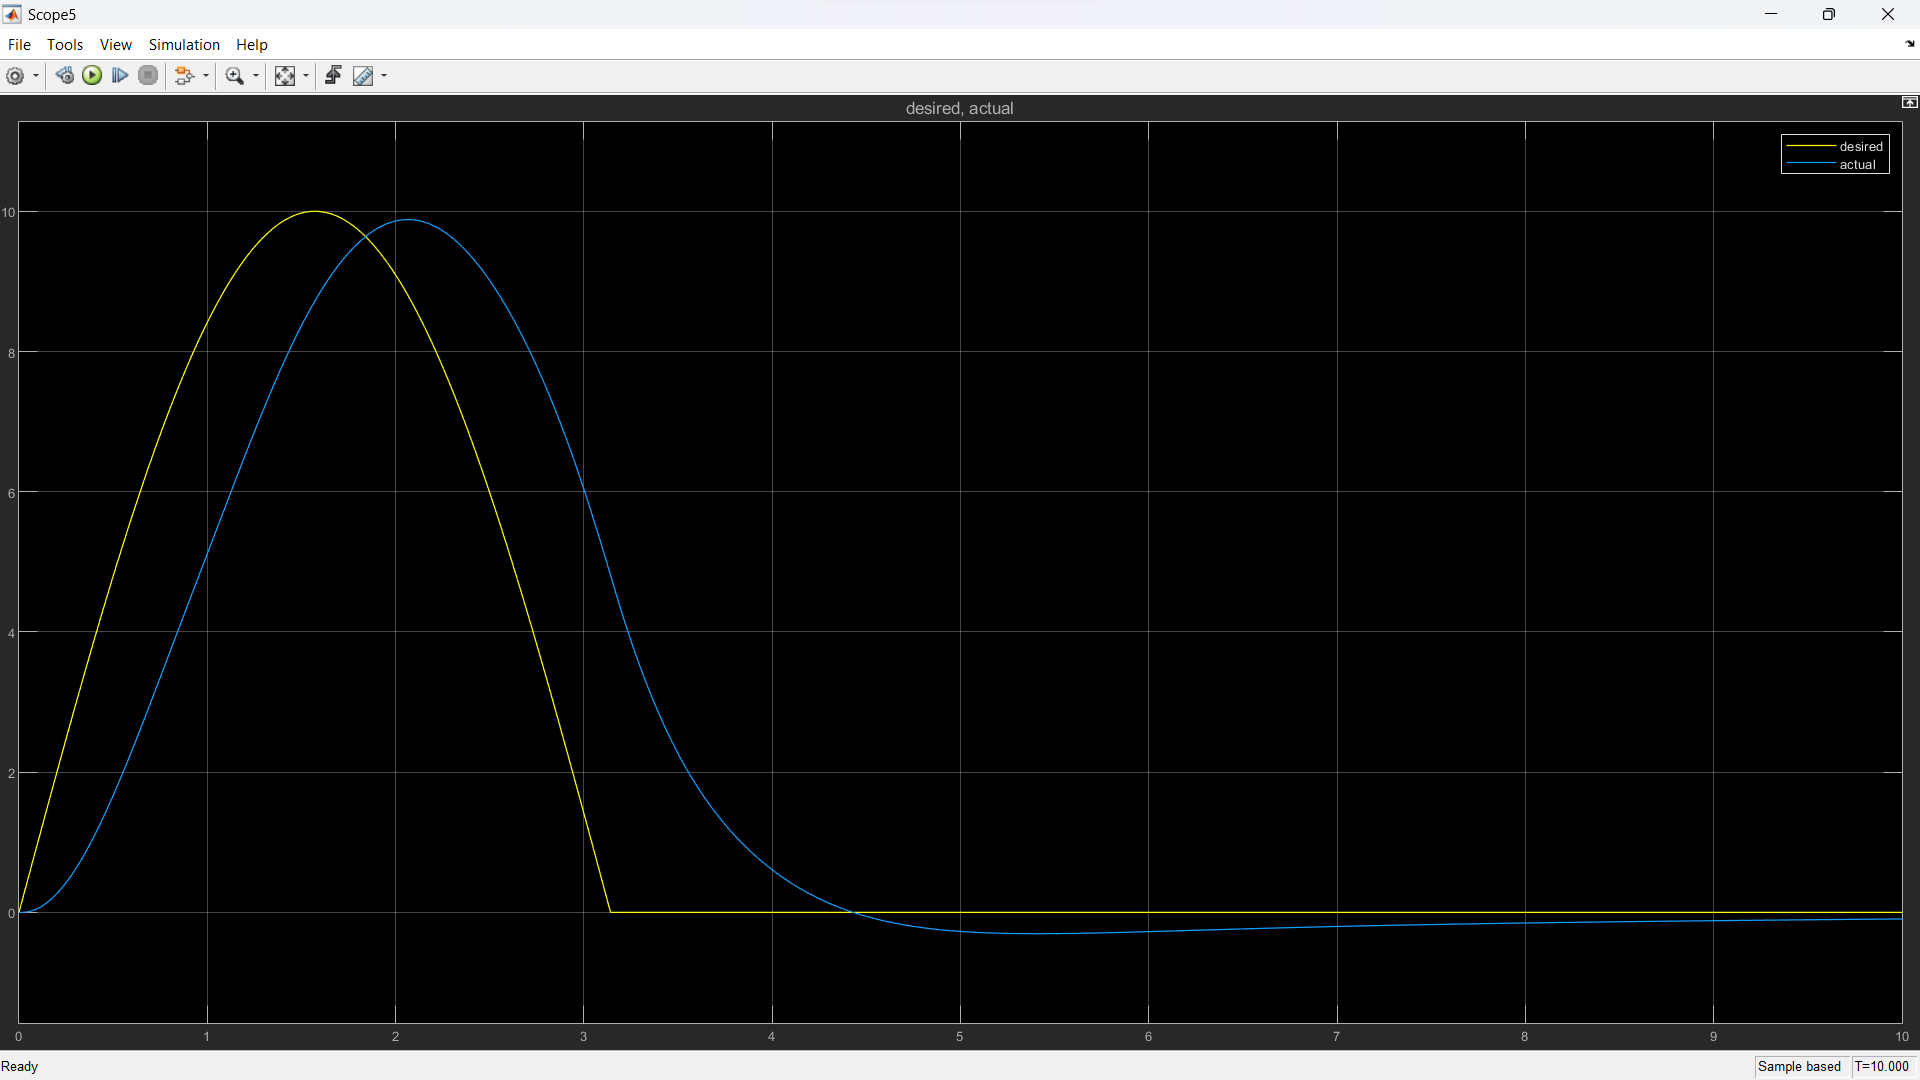 Scope5
File Tools View Simulation Help
desired, actual
desired
actual
10
8
6
4
2
0
0 1 2 3 4 5 6 7 8 9 10
Ready
Sample based T=10.000